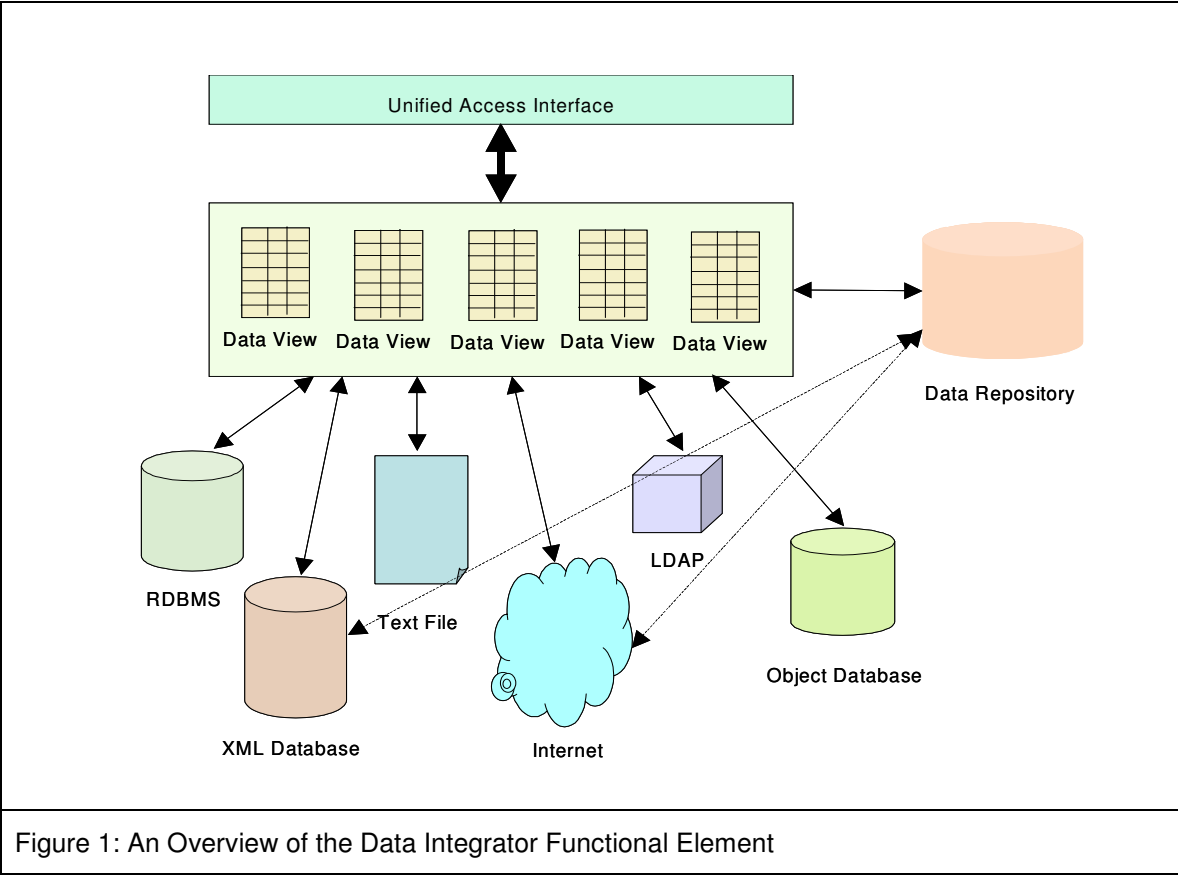 Unified Access Interface
Data View
Data View
Data View
Data View
Data View
Data Repository
RDBMS
XML Database
Text File
Internet
LDAP
Object Database
Figure 1: An Overview of the Data Integrator Functional Element